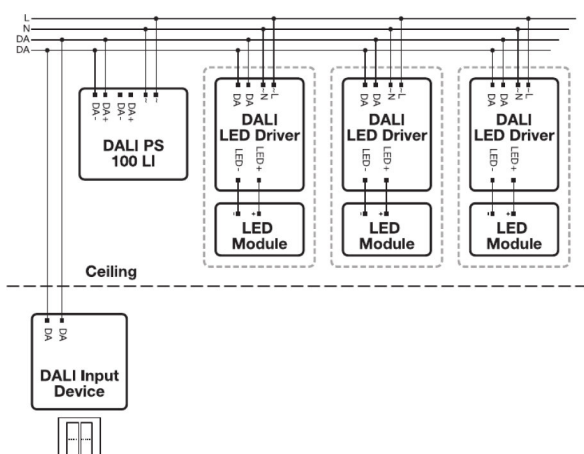 L
N
DA
DA
DA- DA+ DA- DA+ ~ ~
DALI PS
100 LI
DA DA ~N ~L
DALI
LED Driver
LED- LED+
- +
LED
Module
DA DA ~N ~L
DALI
LED Driver
LED- LED+
- +
LED
Module
DA DA ~N ~L
DALI
LED Driver
LED- LED+
- +
LED
Module
Ceiling
DA DA
DALI Input
Device